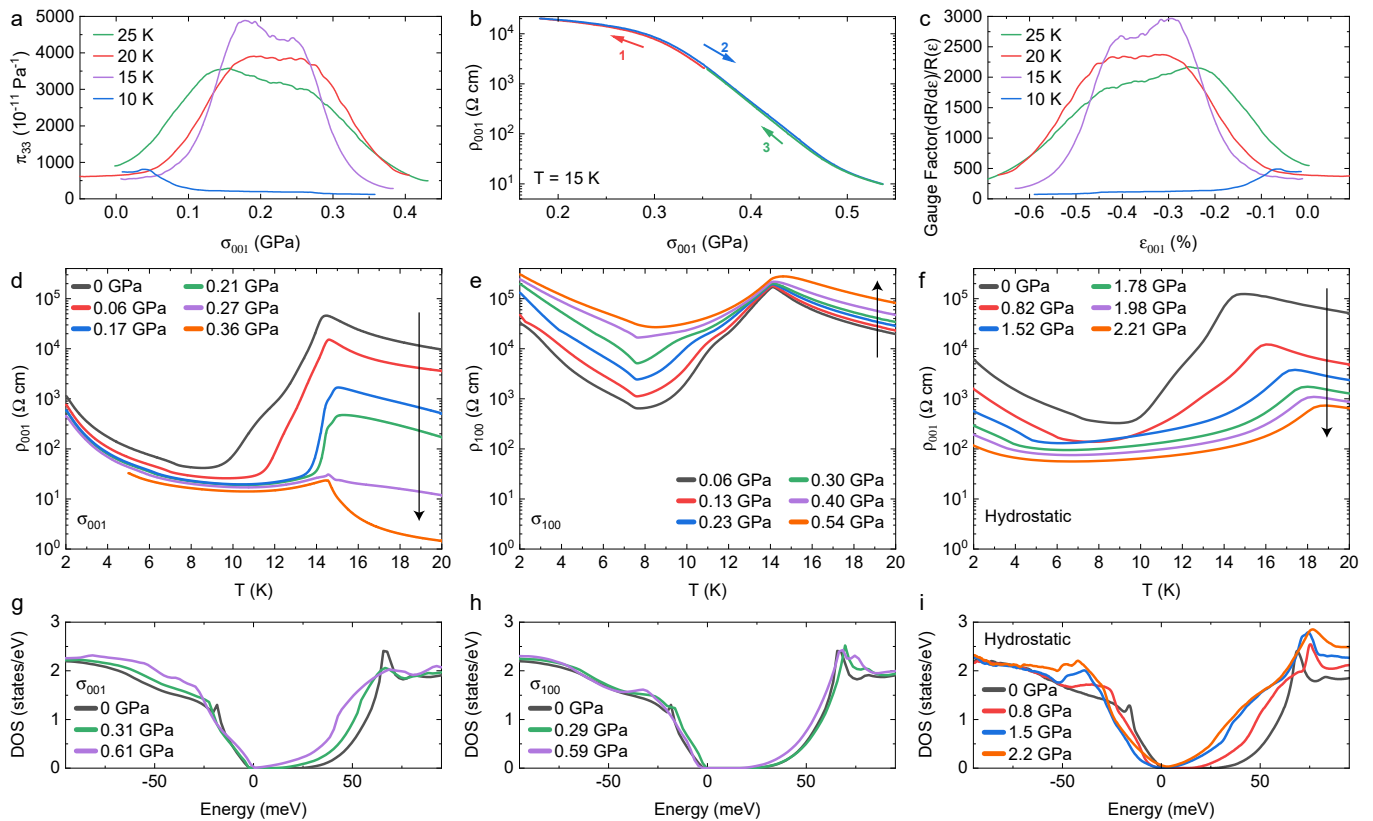 a
5000
4000
3000
2000
1000
0
π33 (10-11 Pa-1)
25 K
20 K
15 K
10 K
0.0 0.1 0.2 0.3 0.4
σ001 (GPa)
b
10⁴
10³
10²
10¹
ρ001 (Ω cm)
1
2
3
T = 15 K
0.2 0.3 0.4 0.5
σ001 (GPa)
c
3000
2500
2000
1500
1000
500
0
Gauge Factor(dR/dε)/R(ε)
25 K
20 K
15 K
10 K
-0.6 -0.5 -0.4 -0.3 -0.2 -0.1 0.0
ε001 (%)
d
10⁵
10⁴
10³
10²
10¹
10⁰
ρ001 (Ω cm)
0 GPa 0.21 GPa
0.06 GPa 0.27 GPa
0.17 GPa 0.36 GPa
σ001
2 4 6 8 10 12 14 16 18 20
T (K)
e
10⁵
10⁴
10³
10²
10¹
10⁰
ρ100 (Ω cm)
0.06 GPa 0.30 GPa
0.13 GPa 0.40 GPa
0.23 GPa 0.54 GPa
σ100
2 4 6 8 10 12 14 16 18 20
T (K)
f
10⁵
10⁴
10³
10²
10¹
10⁰
ρ001 (Ω cm)
0 GPa 1.78 GPa
0.82 GPa 1.98 GPa
1.52 GPa 2.21 GPa
Hydrostatic
2 4 6 8 10 12 14 16 18 20
T (K)
g
3
2
1
0
DOS (states/eV)
σ001
0 GPa
0.31 GPa
0.61 GPa
-50 0 50
Energy (meV)
h
3
2
1
0
DOS (states/eV)
σ100
0 GPa
0.29 GPa
0.59 GPa
-50 0 50
Energy (meV)
i
3
2
1
0
DOS (states/eV)
Hydrostatic
0 GPa
0.8 GPa
1.5 GPa
2.2 GPa
-50 0 50
Energy (meV)